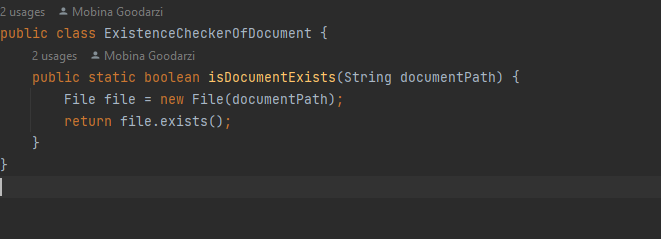 2 usages Mobina Goodarzi
public class ExistenceCheckerOfDocument {
2 usages Mobina Goodarzi
public static boolean isDocumentExists(String documentPath) {
File file = new File(documentPath);
return file.exists();
}
}